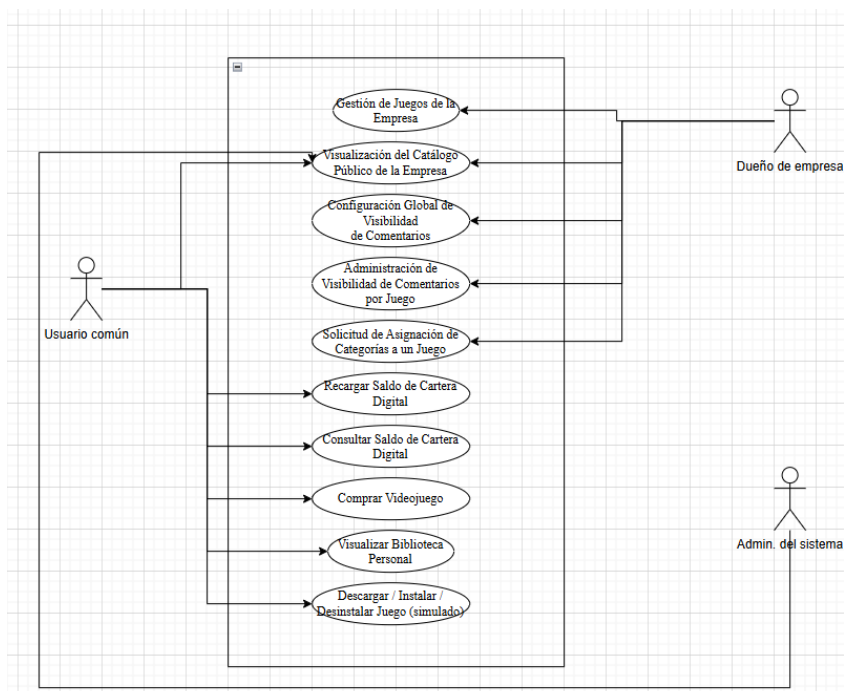 Gestión de Juegos de la
Empresa
Visualización del Catálogo
Público de la Empresa
Dueño de empresa
Configuración Global de
Visibilidad
de Comentarios
Administración de
Visibilidad de Comentarios
por Juego
Usuario común
Solicitud de Asignación de
Categorías a un Juego
Recargar Saldo de Cartera
Digital
Consultar Saldo de Cartera
Digital
Comprar Videojuego
Admin. del sistema
Visualizar Biblioteca
Personal
Descargar / Instalar /
Desinstalar Juego (simulado)